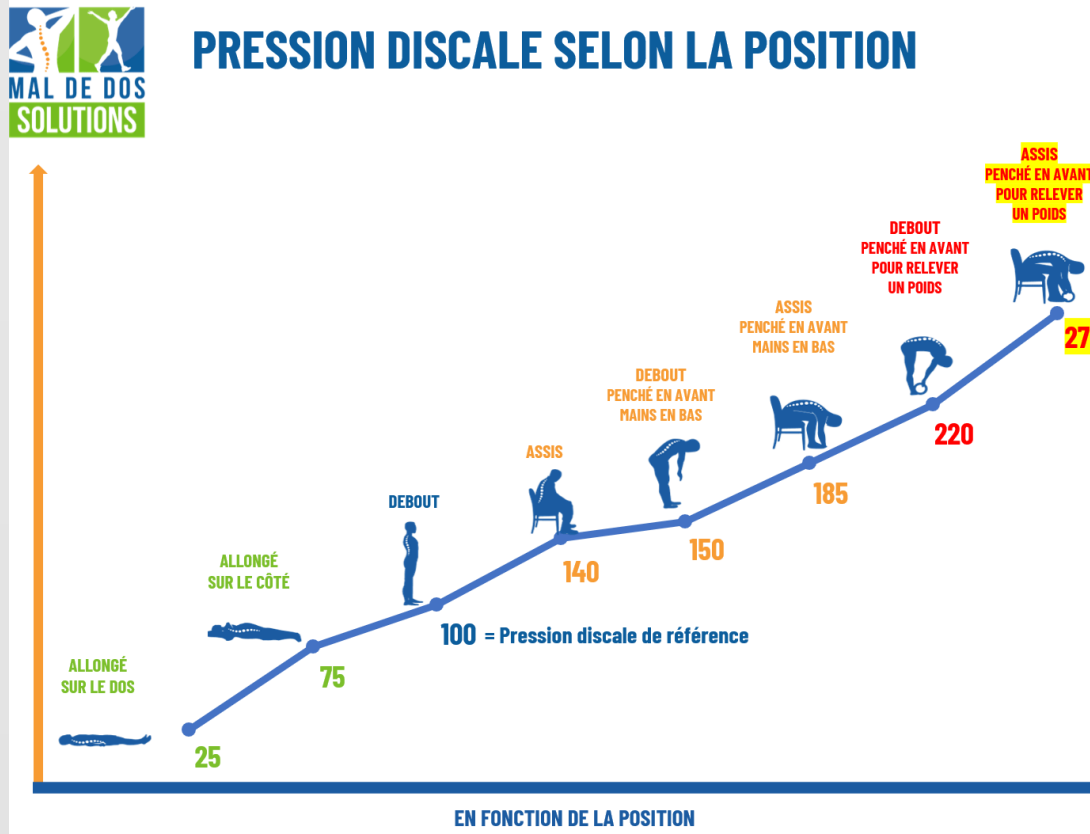 MAL DE DOS
SOLUTIONS
PRESSION DISCALE SELON LA POSITION
ASSIS
PENCHÉ EN AVANT
POUR RELEVER
UN POIDS
27
DEBOUT
PENCHÉ EN AVANT
POUR RELEVER
UN POIDS
220
ASSIS
PENCHÉ EN AVANT
MAINS EN BAS
185
DEBOUT
PENCHÉ EN AVANT
MAINS EN BAS
150
ASSIS
140
DEBOUT
100 = Pression discale de référence
ALLONGÉ
SUR LE CÔTÉ
75
ALLONGÉ
SUR LE DOS
25
EN FONCTION DE LA POSITION